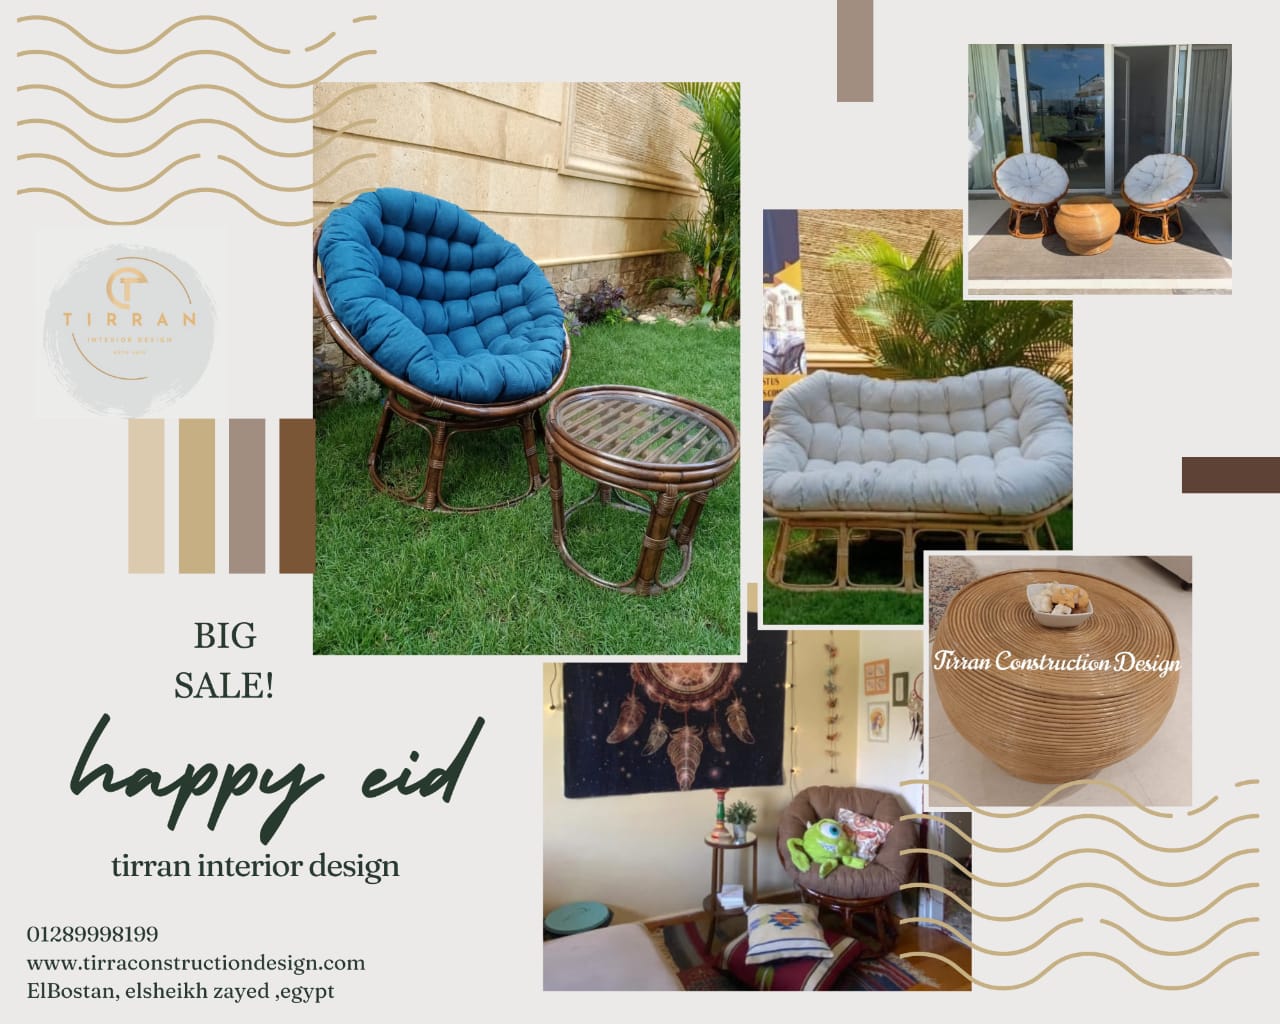 TIRRAN
INTERIOR DESIGN
BIG
SALE!
happy eid
tirran interior design
01289998199
www.tirraconstructiondesign.com
ElBostan, elsheikh zayed ,egypt
Tirran Construction Design